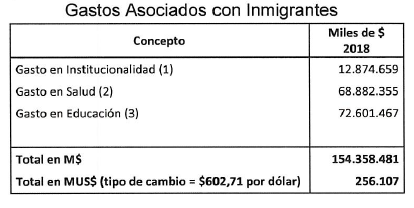 Gastos Asociados con Inmigrantes
Concepto
Miles de $
2018
Gasto en Institucionalidad (1) 12.874.659
Gasto en Salud (2) 68.882.355
Gasto en Educación (3) 72.601.467
Total en M$ 154.358.481
Total en MUS$ (tipo de cambio = $602,71 por dólar) 256.107